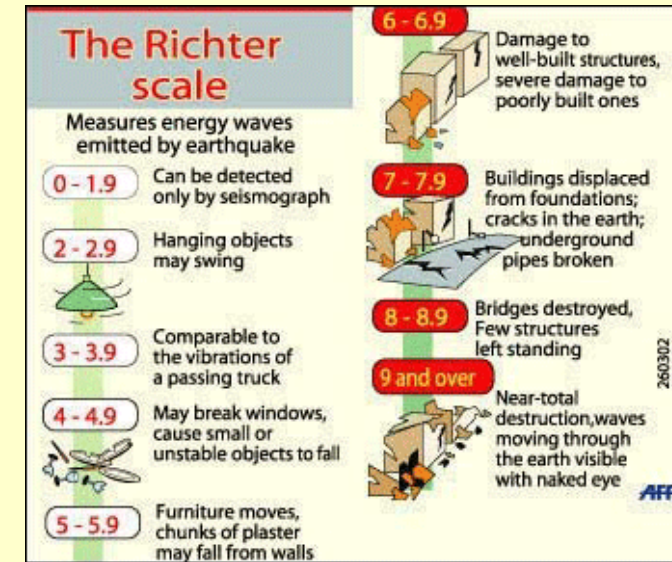 The Richter
scale
Measures energy waves
emitted by earthquake
0 - 1.9
Can be detected
only by seismograph
2 - 2.9
Hanging objects
may swing
3 - 3.9
Comparable to
the vibrations of
a passing truck
4 - 4.9
May break windows,
cause small or
unstable objects to fall
5 - 5.9
Furniture moves,
chunks of plaster
may fall from walls
6 - 6.9
Damage to
well-built structures,
severe damage to
poorly built ones
7 - 7.9
Buildings displaced
from foundations;
cracks in the earth;
underground
pipes broken
8 - 8.9
Bridges destroyed,
Few structures
left standing
9 and over
Near-total
destruction,waves
moving through
the earth visible
with naked eye
260302
AFP